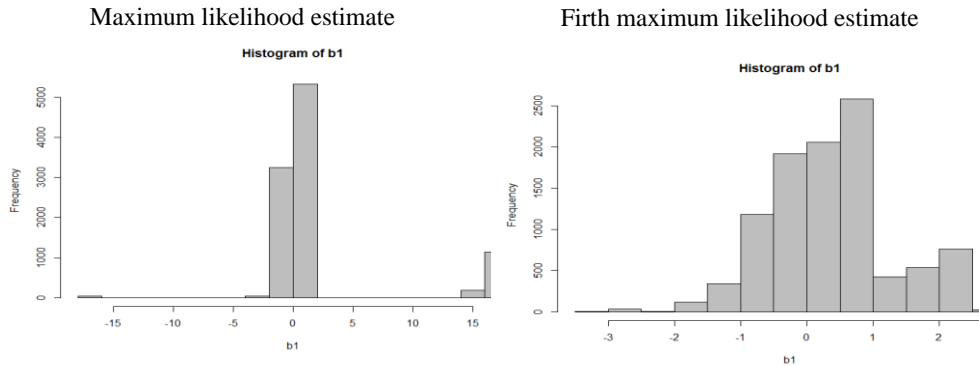 Maximum likelihood estimate
Histogram of b1
Frequency
5000
4000
3000
2000
1000
0
-15 -10 -5 0 5 10 15
b1
Firth maximum likelihood estimate
Histogram of b1
Frequency
2500
2000
1500
1000
500
0
-3 -2 -1 0 1 2
b1